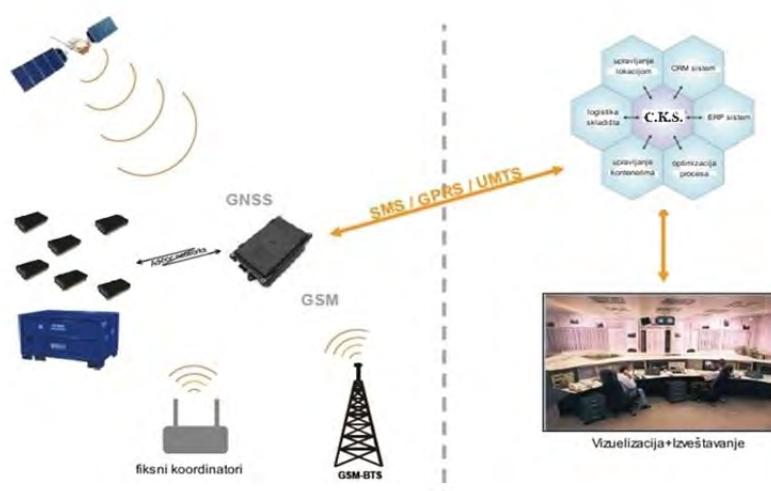 upravljanje
lokacijom
CRM sistem
logistika
skladišta
C.K.S.
ERP sistem
upravljanje
kontenerima
optimizacija
procesa
GNSS
SMS / GPRS / UMTS
GSM
fiksni koordinatori
GSM-BTS
Vizuelizacija+Izveštavanje